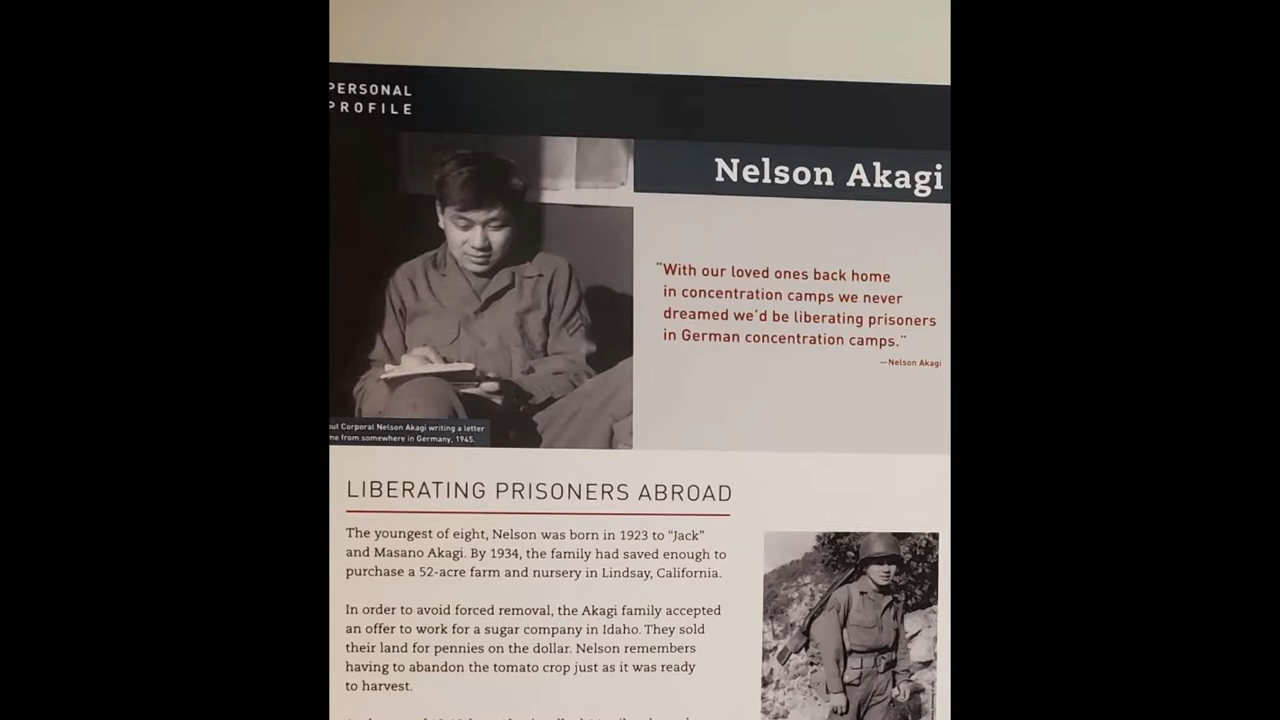 PERSONAL
PROFILE
Nelson Akagi
"With our loved ones back home
in concentration camps we never
dreamed we'd be liberating prisoners
in German concentration camps."
—Nelson Akagi
Corporal Nelson Akagi writing a letter
from somewhere in Germany, 1945.
LIBERATING PRISONERS ABROAD
The youngest of eight, Nelson was born in 1923 to "Jack"
and Masano Akagi. By 1934, the family had saved enough to
purchase a 52-acre farm and nursery in Lindsay, California.
In order to avoid forced removal, the Akagi family accepted
an offer to work for a sugar company in Idaho. They sold
their land for pennies on the dollar. Nelson remembers
having to abandon the tomato crop just as it was ready
to harvest.